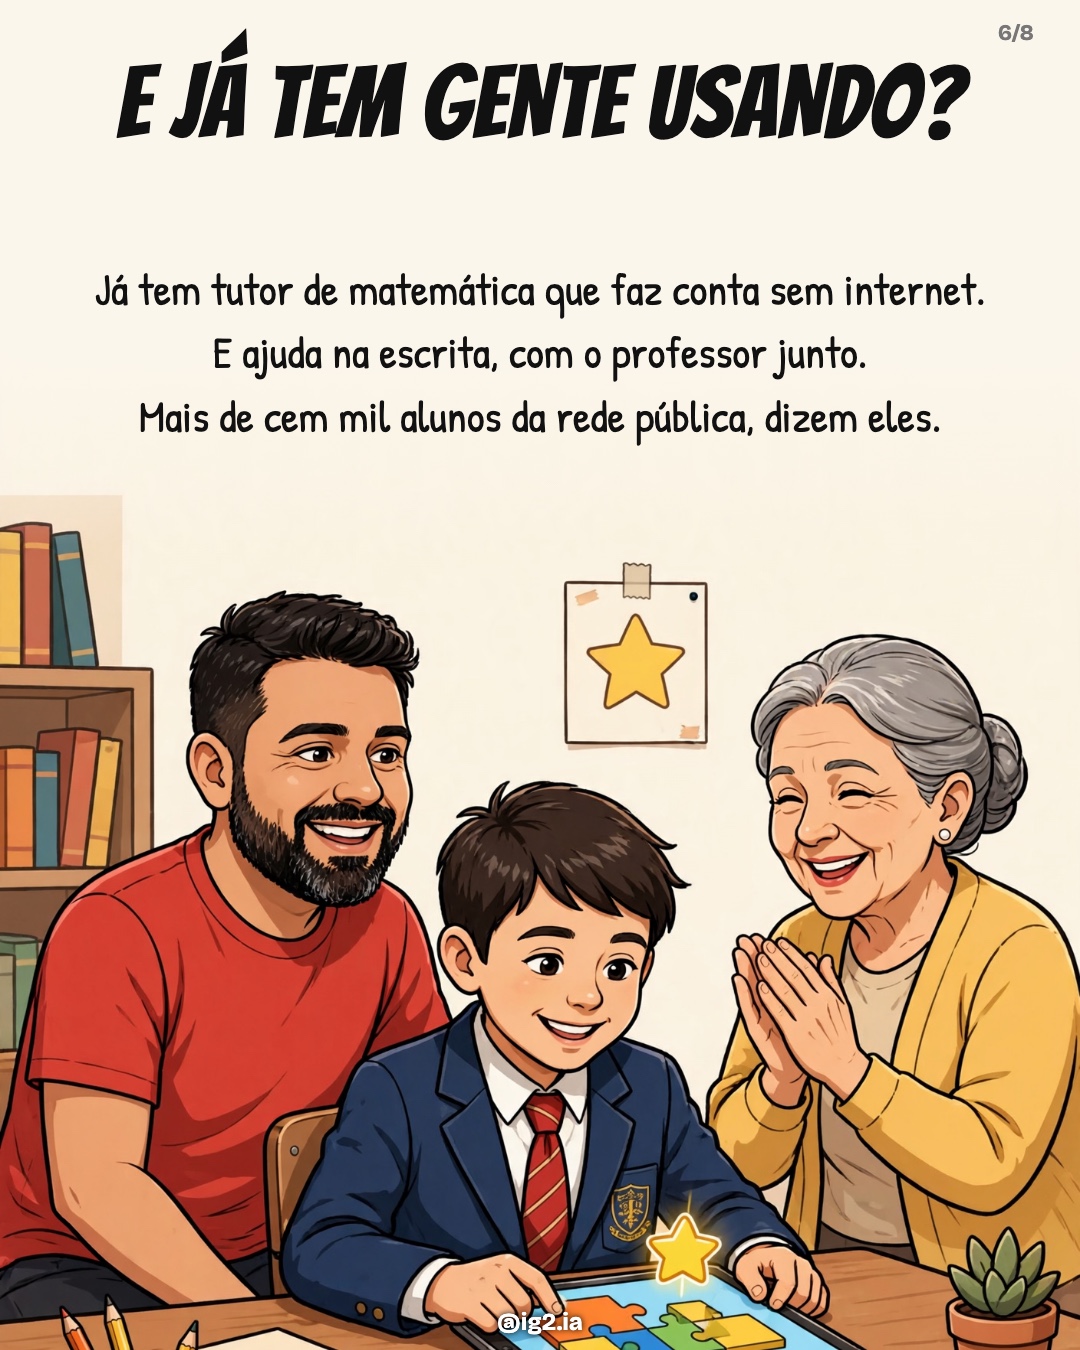 6/8
E JÁ TEM GENTE USANDO?
Já tem tutor de matemática que faz conta sem internet.
E ajuda na escrita, com o professor junto.
Mais de cem mil alunos da rede pública, dizem eles.
@ig2.ia